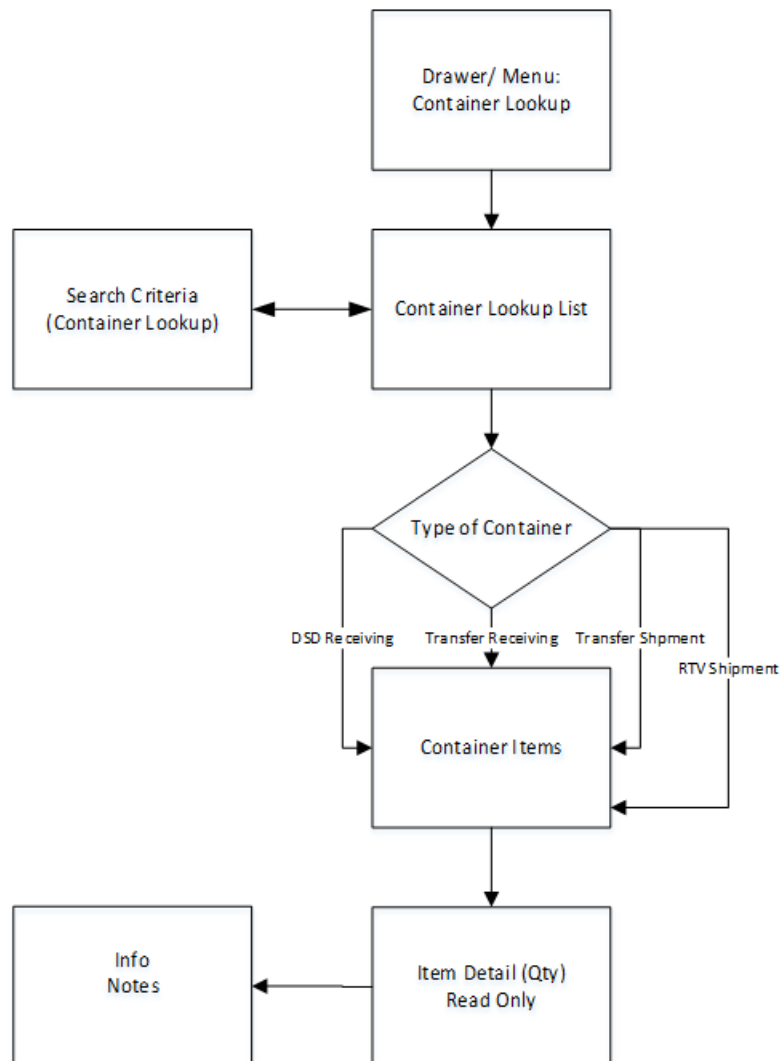 Drawer/ Menu:
Container Lookup
Search Criteria
(Container Lookup)
Container Lookup List
Type of Container
DSD Receiving
Transfer Receiving
Transfer Shpment
RTV Shipment
Container Items
Info
Notes
Item Detail (Qty)
Read Only